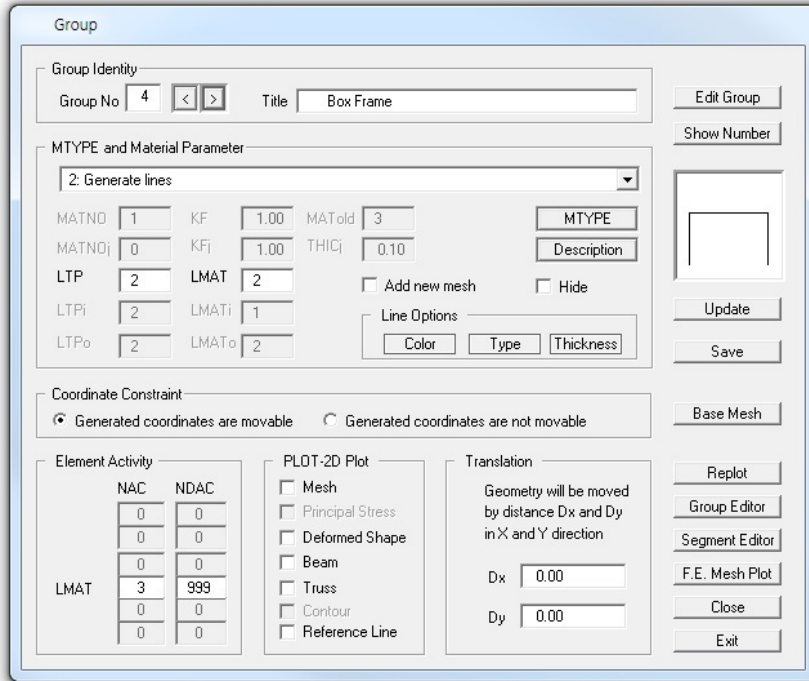 Group
Group Identity
Group No 4 < > Title Box Frame
Edit Group
Show Number
MTYPE and Material Parameter
2: Generate lines
MATNO 1 KF 1.00 MATold 3 MTYPE
MATNOj 0 KFj 1.00 THICj 0.10 Description
LTP 2 LMAT 2 Add new mesh Hide
LTPi 2 LMATi 1 Line Options
LTPo 2 LMATo 2 Color Type Thickness
Update
Save
Coordinate Constraint
Generated coordinates are movable Generated coordinates are not movable
Base Mesh
Element Activity
NAC NDAC
0 0
0 0
0 0
LMAT 3 999
0 0
0 0
PLOT-2D Plot
Mesh
Principal Stress
Deformed Shape
Beam
Truss
Contour
Reference Line
Translation
Geometry will be moved
by distance Dx and Dy
in X and Y direction
Dx 0.00
Dy 0.00
Replot
Group Editor
Segment Editor
F.E. Mesh Plot
Close
Exit